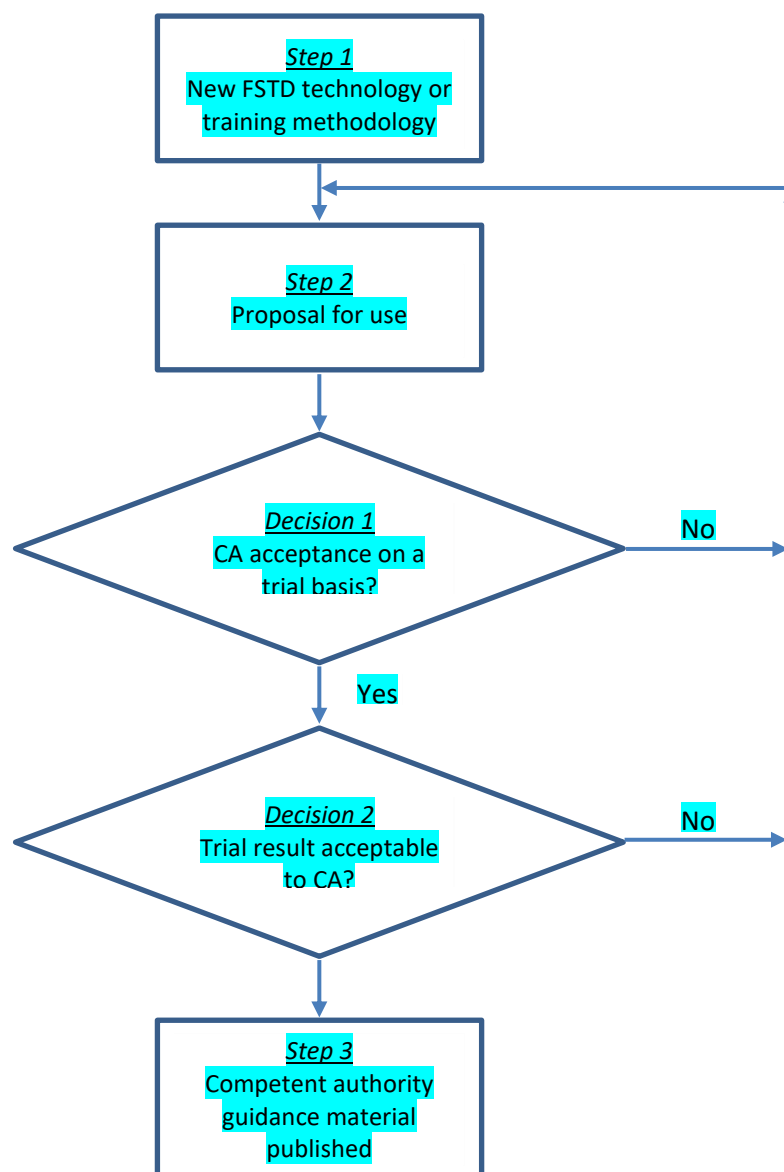 Step 1
New FSTD technology or
training methodology
Step 2
Proposal for use
Decision 1
CA acceptance on a
trial basis?
No
Yes
Decision 2
Trial result acceptable
to CA?
No
Step 3
Competent authority
guidance material
published